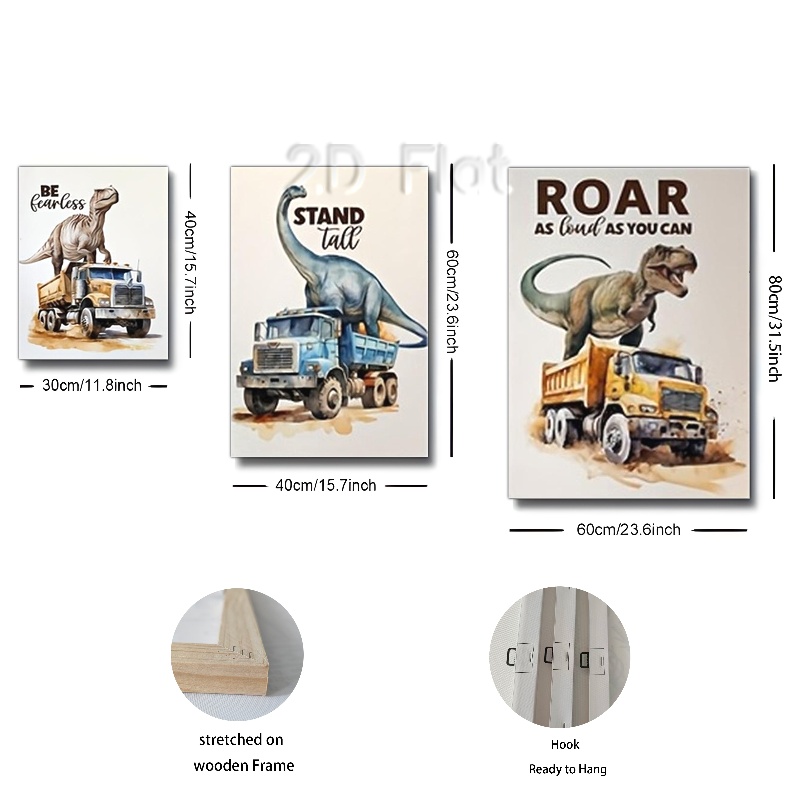 2D Flat
BE
fearless
40cm/15.7inch
30cm/11.8inch
STAND
tall
60cm/23.6inch
40cm/15.7inch
ROAR
AS loud AS YOU CAN
80cm/31.5inch
60cm/23.6inch
stretched on
wooden Frame
Hook
Ready to Hang